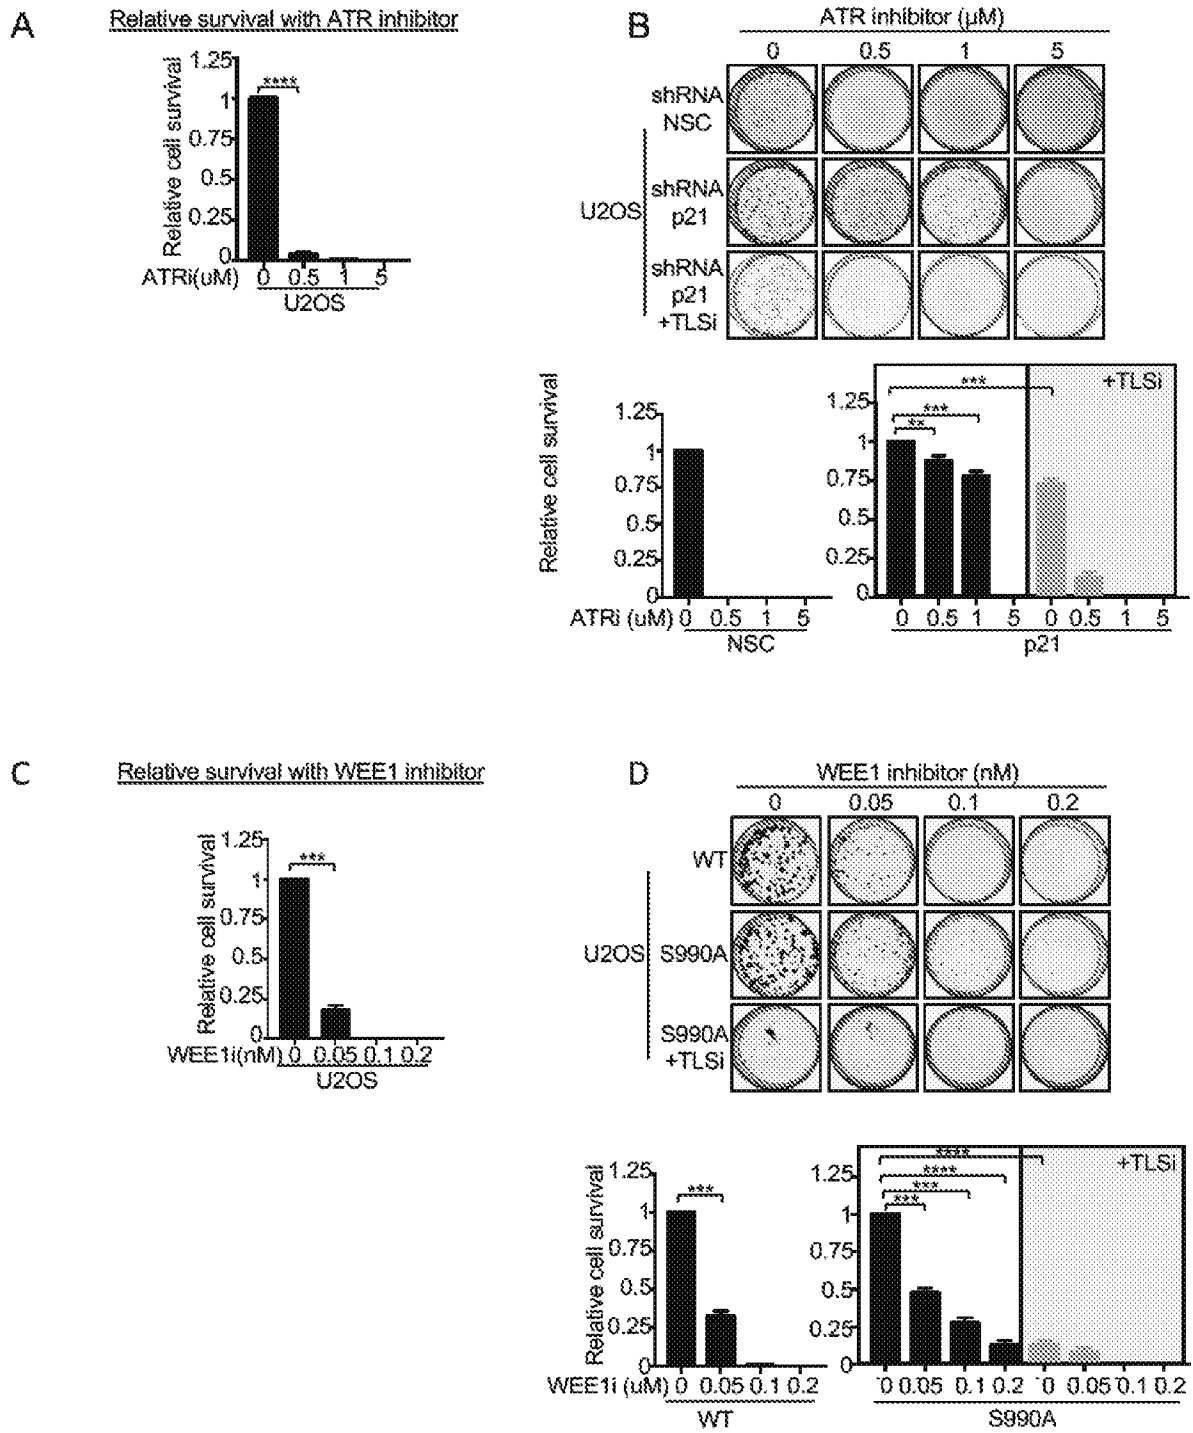 A
Relative survival with ATR inhibitor
Relative cell survival
1.25
1
0.75
0.5
0.25
0
****
ATRi(uM) 0 0.5 1 5
U2OS
B
ATR inhibitor (µM)
0 0.5 1 5
shRNA
NSC
U2OS
shRNA
p21
shRNA
p21
+TLSi
Relative cell survival
1.25
1
0.75
0.5
0.25
0
ATRi (uM) 0 0.5 1 5
NSC
1.25
1
0.75
0.5
0.25
0
***
***
**
+TLSi
0 0.5 1 5 0 0.5 1 5
p21
C
Relative survival with WEE1 inhibitor
Relative cell survival
1.25
1
0.75
0.5
0.25
0
***
WEE1i(nM) 0 0.05 0.1 0.2
U2OS
D
WEE1 inhibitor (nM)
0 0.05 0.1 0.2
WT
U2OS
S990A
S990A
+TLSi
Relative cell survival
1.25
1
0.75
0.5
0.25
0
***
WEE1i (uM) 0 0.05 0.1 0.2
WT
1.25
1
0.75
0.5
0.25
0
****
****
***
***
+TLSi
0 0.05 0.1 0.2 0 0.05 0.1 0.2
S990A